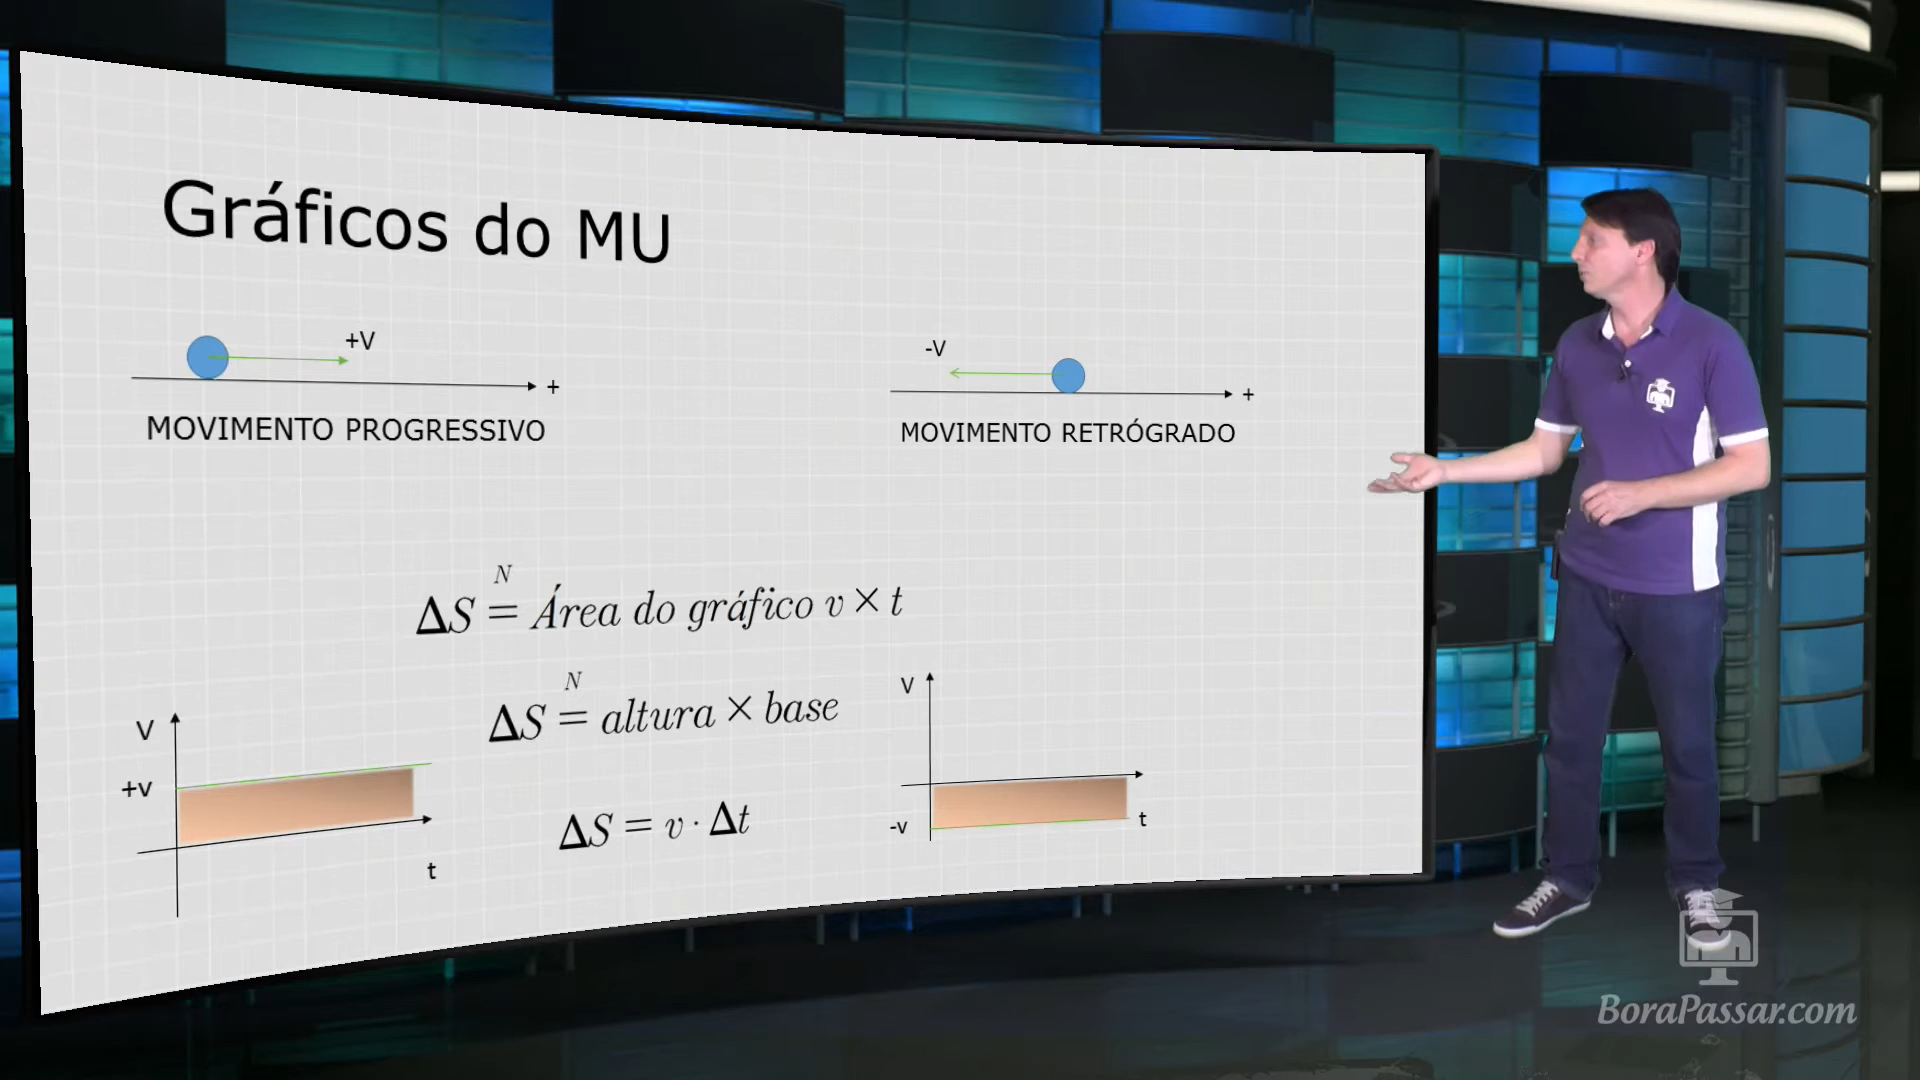 Gráficos do MU
+V
+
MOVIMENTO PROGRESSIVO
-V
+
MOVIMENTO RETRÓGRADO
ΔS =ᴺ Área do gráfico v × t
ΔS =ᴺ altura × base
ΔS = v · Δt
V
+v
t
V
-v
t
BoraPassar.com